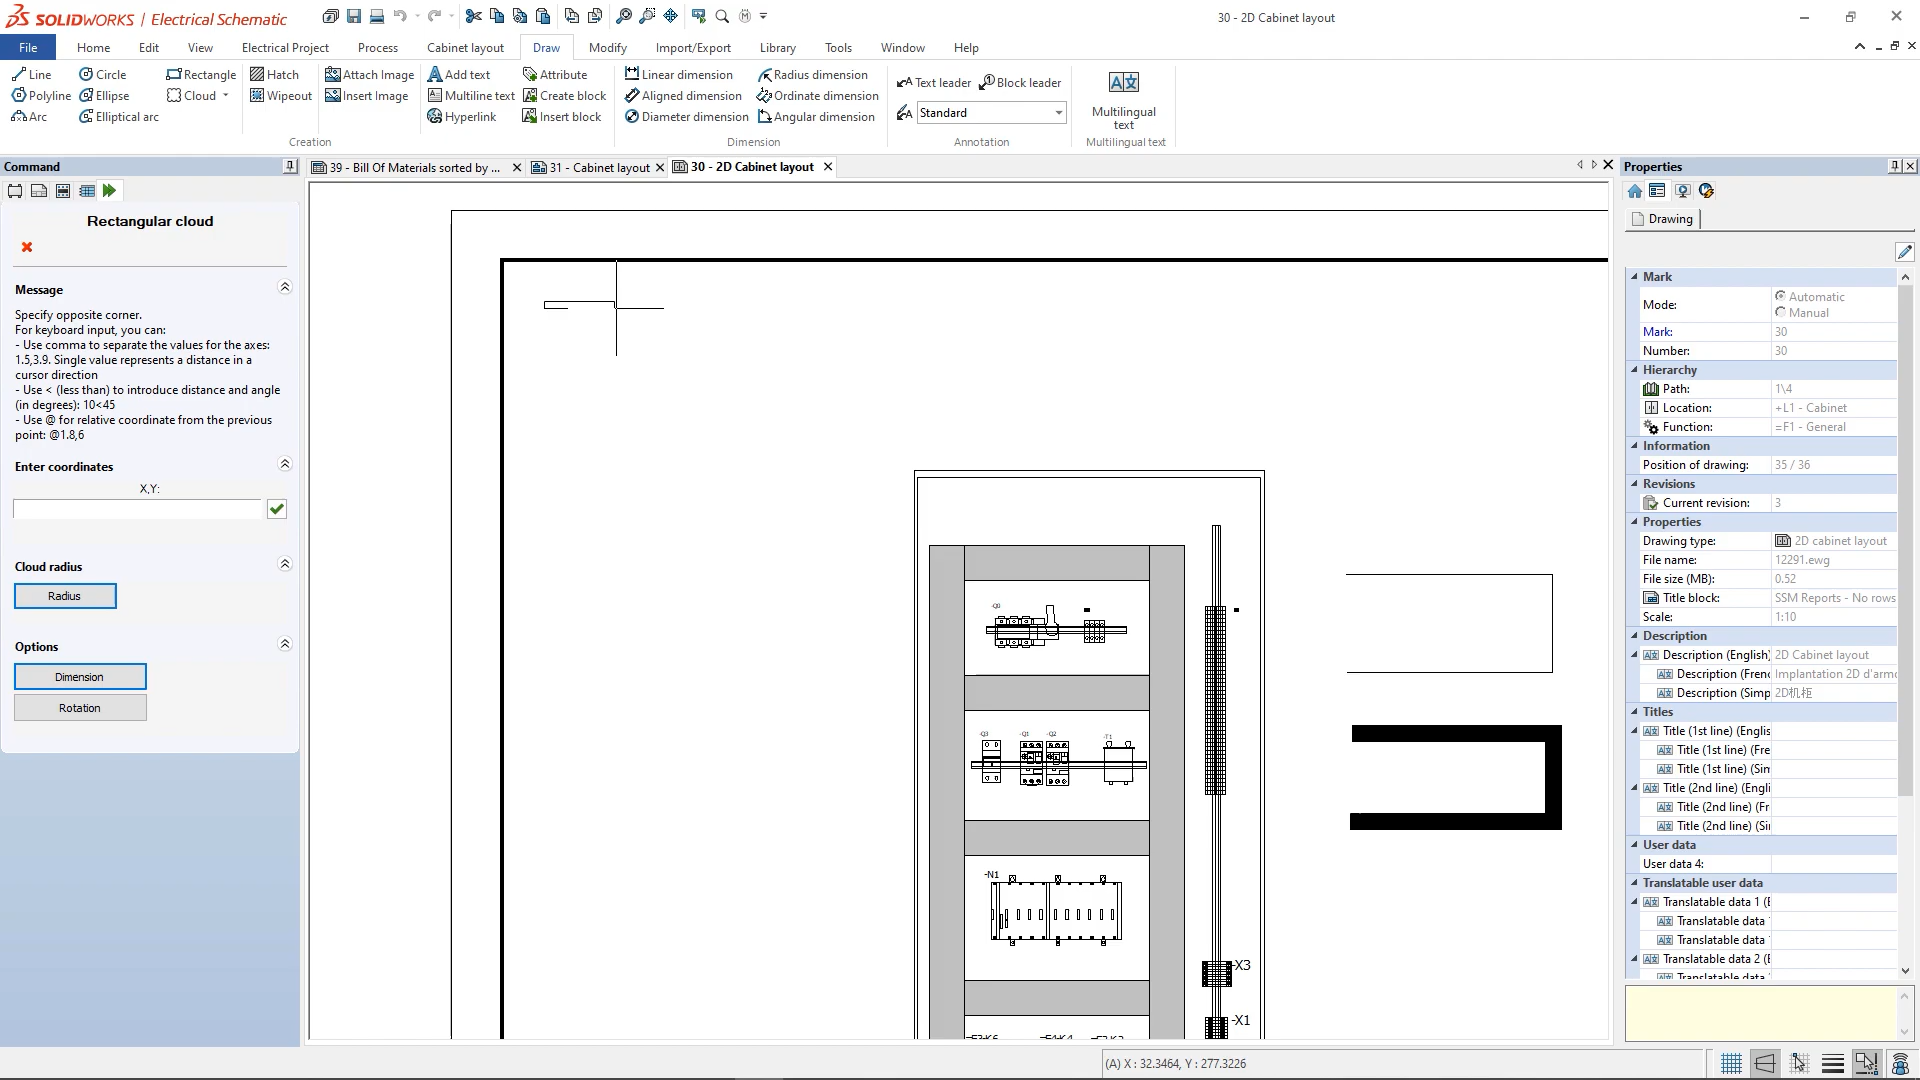 SOLIDWORKS / Electrical Schematic
30 - 2D Cabinet layout
File Home Edit View Electrical Project Process Cabinet layout Draw Modify Import/Export Library Tools Window Help
Line Circle Rectangle Hatch Attach Image Add text Attribute Linear dimension Radius dimension
Text leader Block leader
Polyline Ellipse Cloud Wipeout Insert Image Multiline text Create block Aligned dimension Ordinate dimension
Standard
Arc Elliptical arc Hyperlink Insert block Diameter dimension Angular dimension
Multilingual
text
Creation Dimension Annotation Multilingual text
Command
39 - Bill Of Materials sorted by ... 31 - Cabinet layout 30 - 2D Cabinet layout
Rectangular cloud
Message
Specify opposite corner.
For keyboard input, you can:
- Use comma to separate the values for the axes:
1.5,3.9. Single value represents a distance in a
cursor direction
- Use < (less than) to introduce distance and angle
(in degrees): 10<45
- Use @ for relative coordinate from the previous
point: @1.8,6
Enter coordinates
X,Y:
Cloud radius
Radius
Options
Dimension
Rotation
-Q0
-Q3 -Q1 -Q2 -T1
-N1
-X3
-X1
Properties
Drawing
Mark
Mode: Automatic
Manual
Mark: 30
Number: 30
Hierarchy
Path: 1\4
Location: +L1 - Cabinet
Function: =F1 - General
Information
Position of drawing: 35 / 36
Revisions
Current revision: 3
Properties
Drawing type: 2D cabinet layout
File name: 12291.ewg
File size (MB): 0.52
Title block: SSM Reports - No rows
Scale: 1:10
Description
Description (English) 2D Cabinet layout
Description (Frenc Implantation 2D d'armo
Description (Simp 2D机柜
Titles
Title (1st line) (Englis
Title (1st line) (Fre
Title (1st line) (Sim
Title (2nd line) (Engli
Title (2nd line) (Fr
Title (2nd line) (Si
User data
User data 4:
Translatable user data
Translatable data 1 (E
Translatable data
Translatable data
Translatable data 2 (E
(A) X : 32.3464, Y : 277.3226